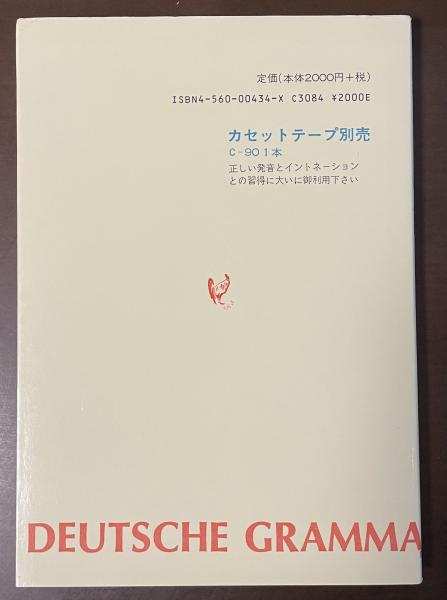 定価(本体2000円+税)
ISBN4-560-00434-X C3084 ¥2000E
カセットテープ別売
C-90 1本
正しい発音とイントネーション
との習得に大いに御利用下さい
DEUTSCHE GRAMMA